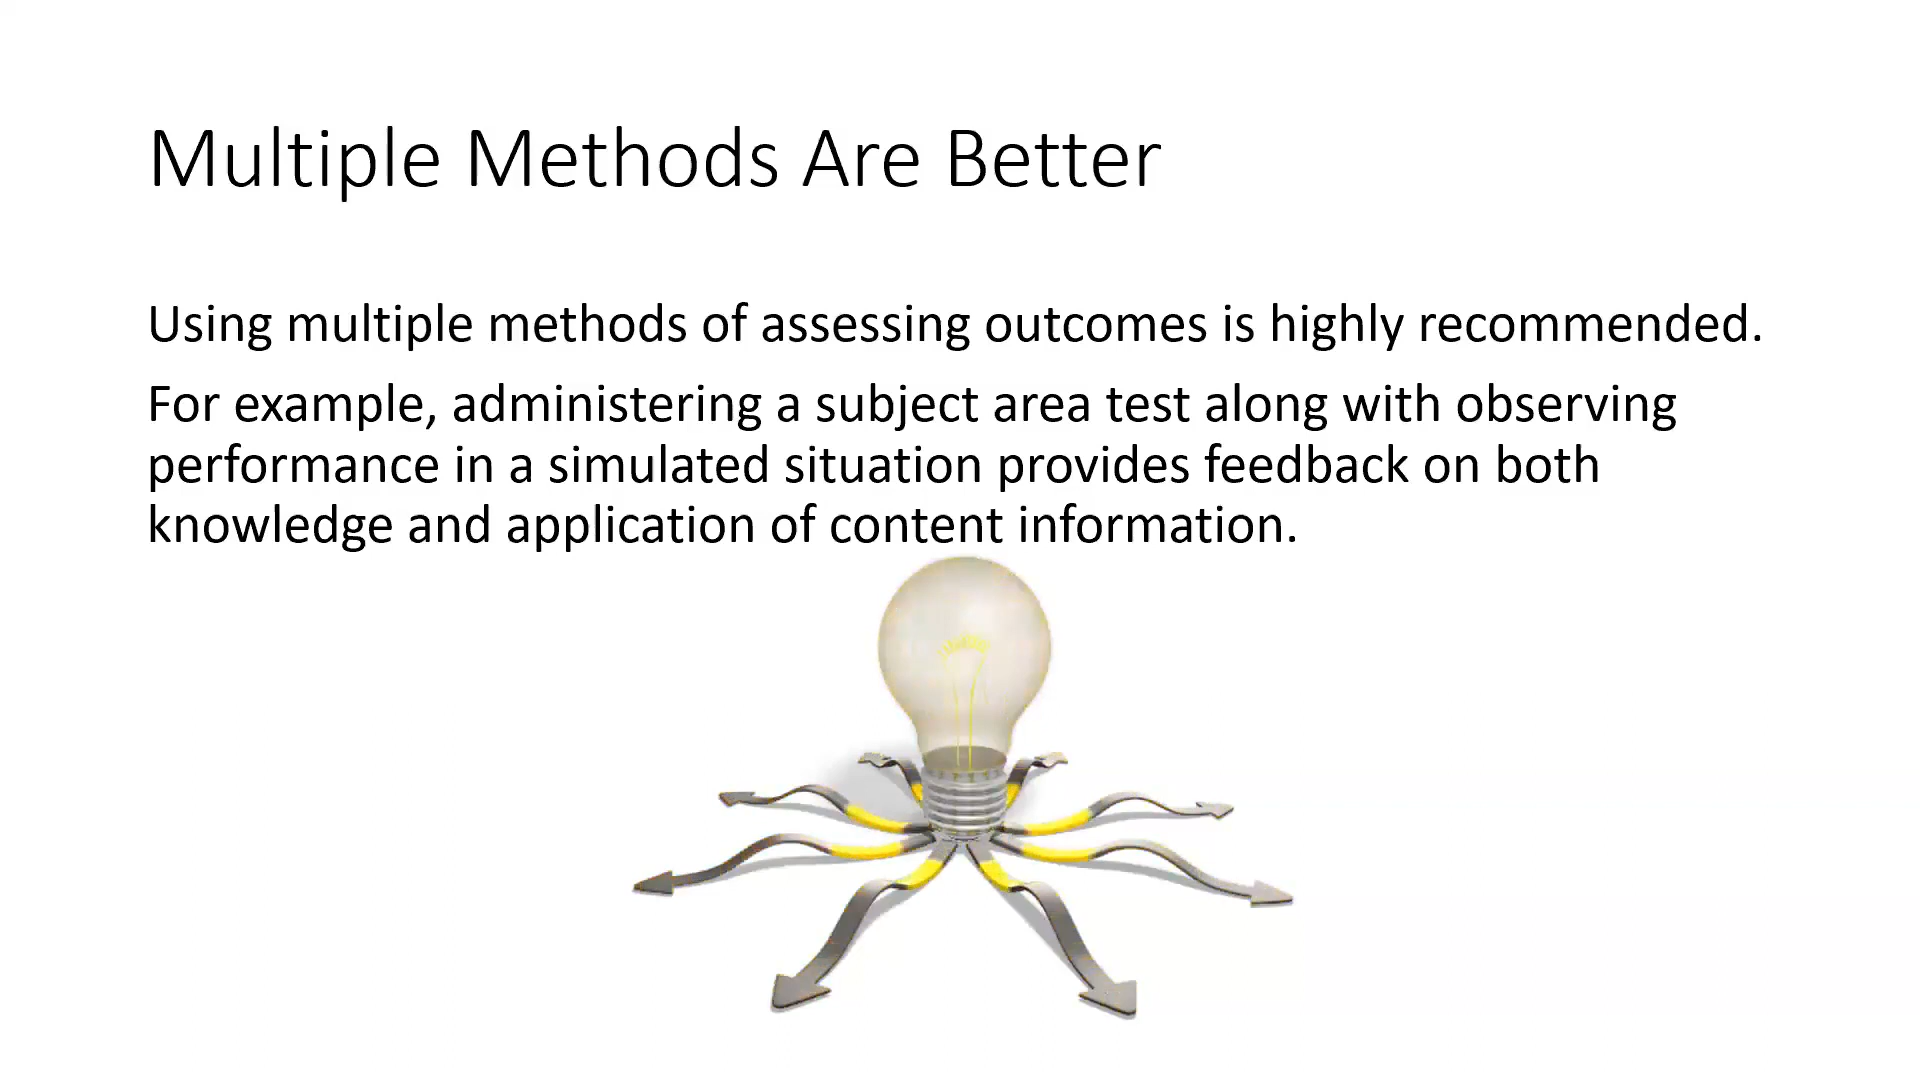 Multiple Methods Are Better
Using multiple methods of assessing outcomes is highly recommended.
For example, administering a subject area test along with observing
performance in a simulated situation provides feedback on both
knowledge and application of content information.